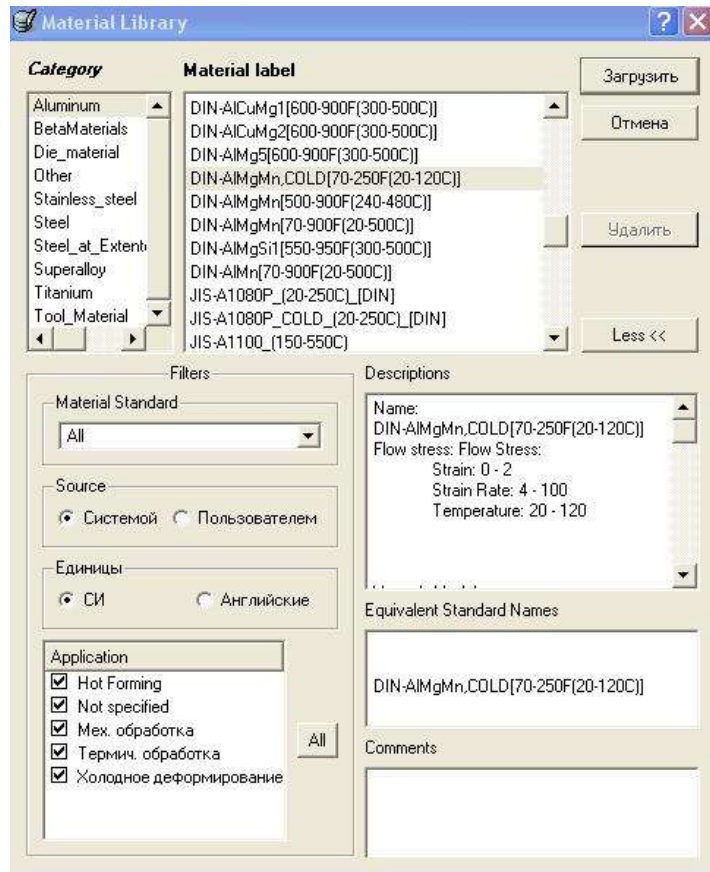 Material Library
Category
Material label
Загрузить
Отмена
Удалить
Less <<
Aluminum
BetaMaterials
Die_material
Other
Stainless_steel
Steel
Steel_at_Extent
Superalloy
Titanium
Tool_Material
DIN-AlCuMg1[600-900F(300-500C)]
DIN-AlCuMg2[600-900F(300-500C)]
DIN-AlMg5[600-900F(300-500C)]
DIN-AlMgMn,COLD[70-250F(20-120C)]
DIN-AlMgMn[500-900F(240-480C)]
DIN-AlMgMn[70-900F(20-500C)]
DIN-AlMgSi1[550-950F(300-500C)]
DIN-AlMn[70-900F(20-500C)]
JIS-A1080P_(20-250C)_[DIN]
JIS-A1080P_COLD_(20-250C)_[DIN]
JIS-A1100_(150-550C)
Filters
Material Standard
All
Source
Системой Пользователем
Единицы
СИ Английские
Application
Hot Forming
Not specified
Мех. обработка
Термич. обработка
Холодное деформирование
All
Descriptions
Name:
DIN-AlMgMn,COLD[70-250F(20-120C)]
Flow stress: Flow Stress:
Strain: 0 - 2
Strain Rate: 4 - 100
Temperature: 20 - 120
Equivalent Standard Names
DIN-AlMgMn,COLD[70-250F(20-120C)]
Comments